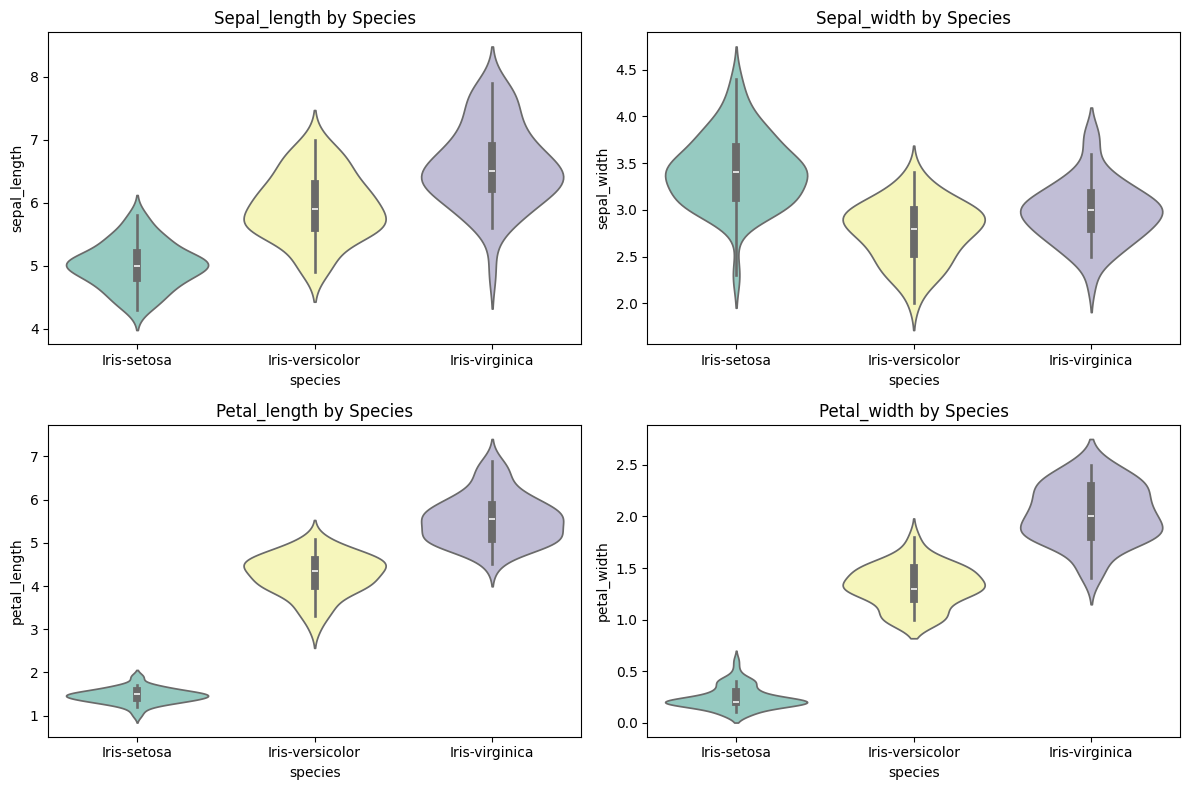 Sepal_length by Species
8
7
6
5
4
sepal_length
Iris-setosa Iris-versicolor Iris-virginica
species
Sepal_width by Species
4.5
4.0
3.5
3.0
2.5
2.0
sepal_width
Iris-setosa Iris-versicolor Iris-virginica
species
Petal_length by Species
7
6
5
4
3
2
1
petal_length
Iris-setosa Iris-versicolor Iris-virginica
species
Petal_width by Species
2.5
2.0
1.5
1.0
0.5
0.0
petal_width
Iris-setosa Iris-versicolor Iris-virginica
species